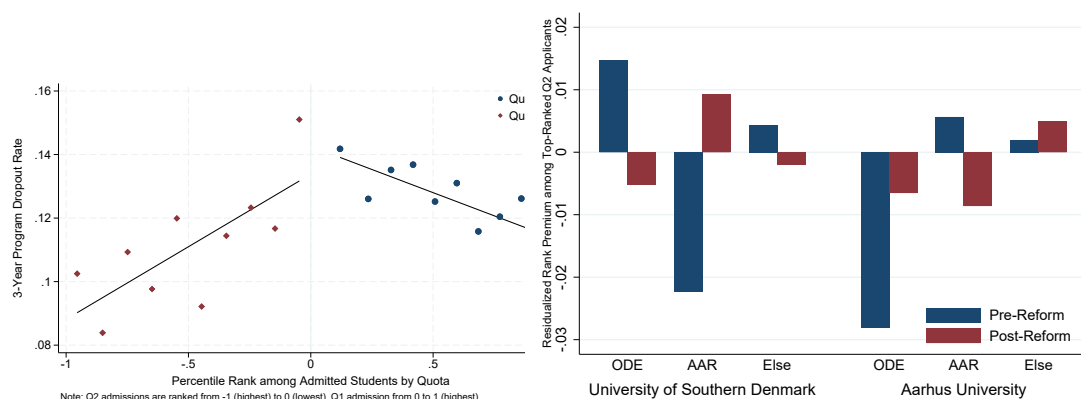 3-Year Program Dropout Rate
.16
.14
.12
.1
.08
-1
-.5
0
.5
Percentile Rank among Admitted Students by Quota
Note: Q2 admissions are ranked from -1 (highest) to 0 (lowest), Q1 admission from 0 to 1 (highest)
Qu
Qu
Residualized Rank Premium among Top-Ranked Q2 Applicants
.02
.01
0
-.01
-.02
-.03
Pre-Reform
Post-Reform
ODE AAR Else ODE AAR Else
University of Southern Denmark Aarhus University